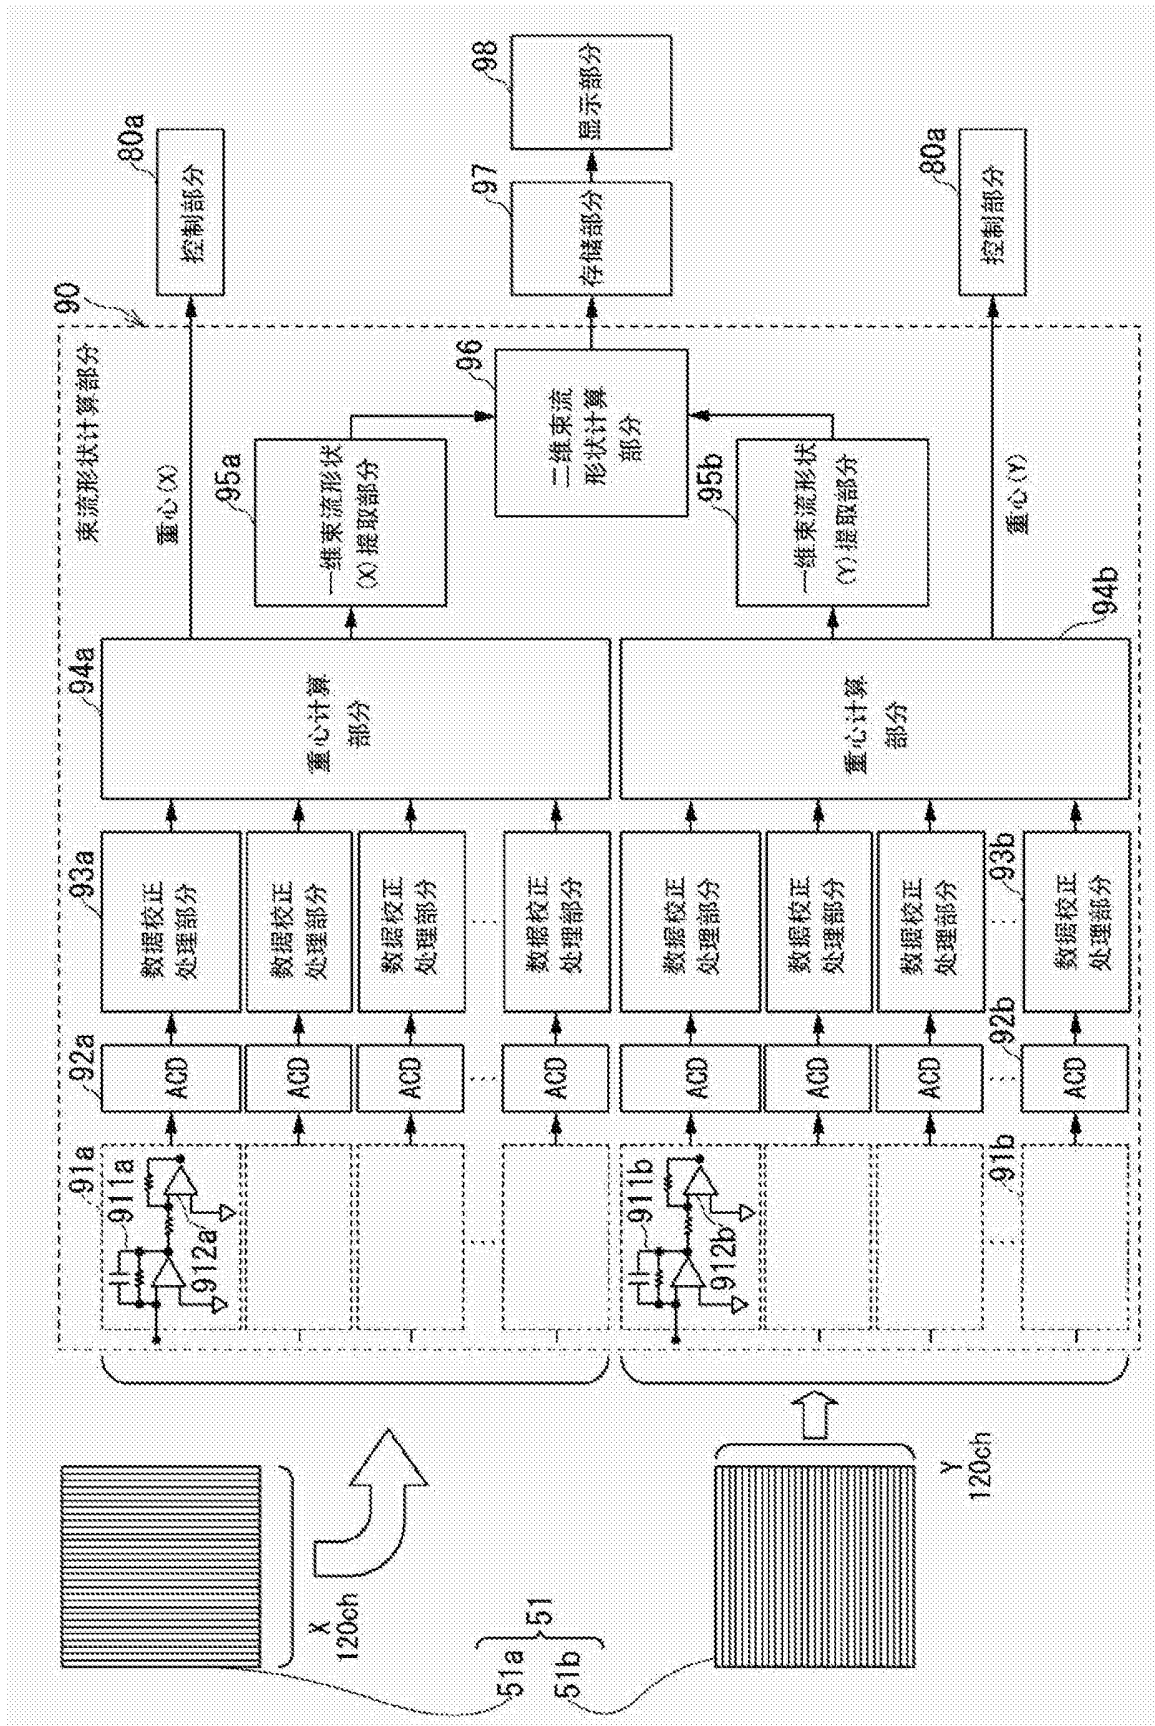 90
束流形状计算部分
91a
92a
93a
94a
80a
911a
912a
ACD
数据校正
处理部分
重心(X)
控制部分
95a
ACD
数据校正
处理部分
重心计算
部分
一维束流形状
(X)提取部分
X
120ch
ACD
数据校正
处理部分
96
97
98
51a
51b
51
ACD
数据校正
处理部分
二维束流
形状计算
部分
存储部分
显示部分
911b
912b
ACD
数据校正
处理部分
95b
ACD
数据校正
处理部分
重心计算
部分
一维束流形状
(Y)提取部分
Y
120ch
ACD
数据校正
处理部分
80a
控制部分
重心(Y)
91b
92b
93b
94b
ACD
数据校正
处理部分